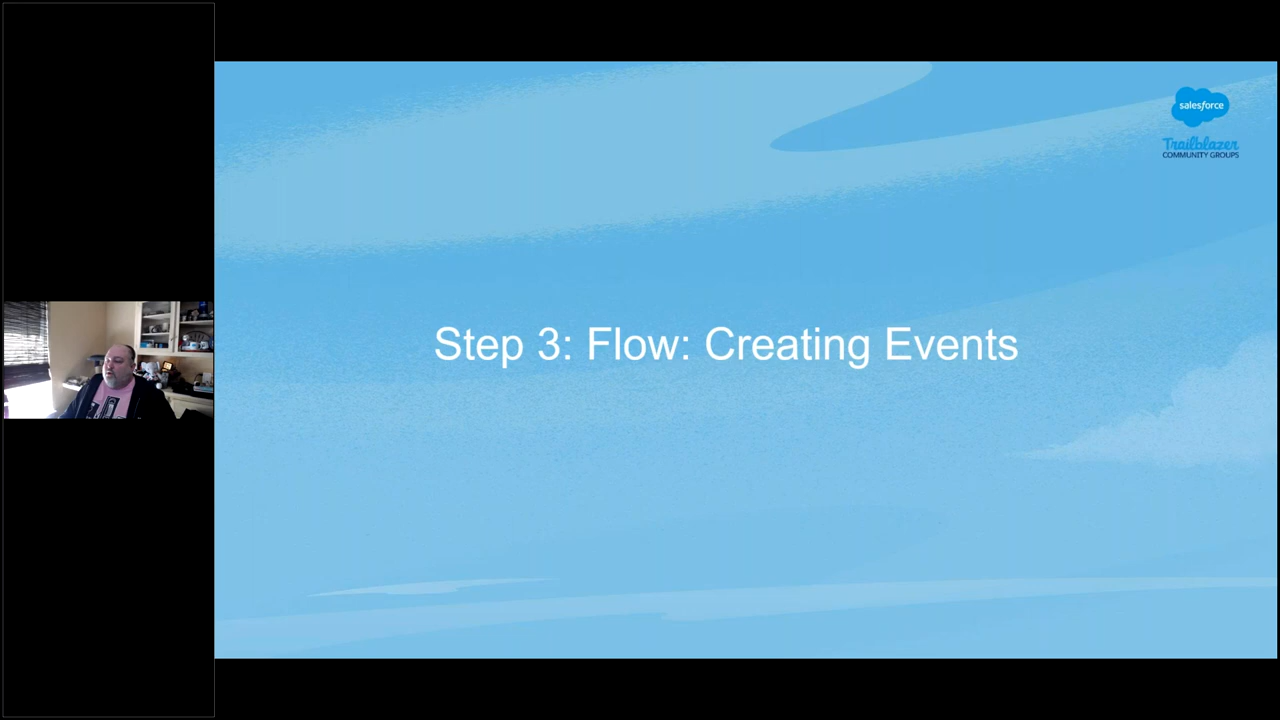 salesforce
Trailblazer
COMMUNITY GROUPS
Step 3: Flow: Creating Events